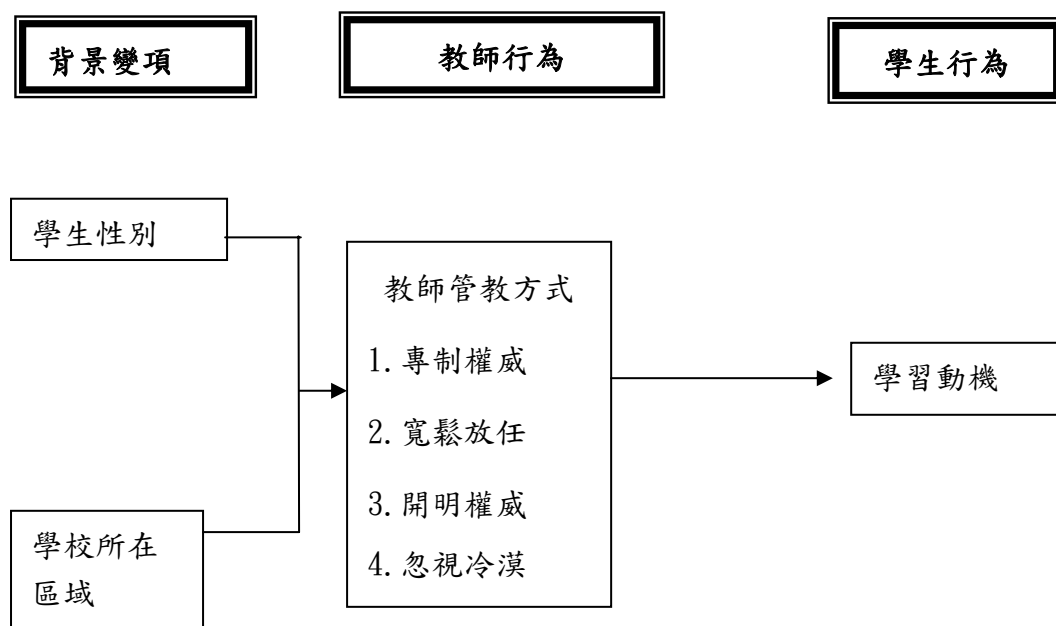 背景變項
教師行為
學生行為
學生性別
教師管教方式
1.專制權威
2.寬鬆放任
3.開明權威
4.忽視冷漠
學習動機
學校所在
區域